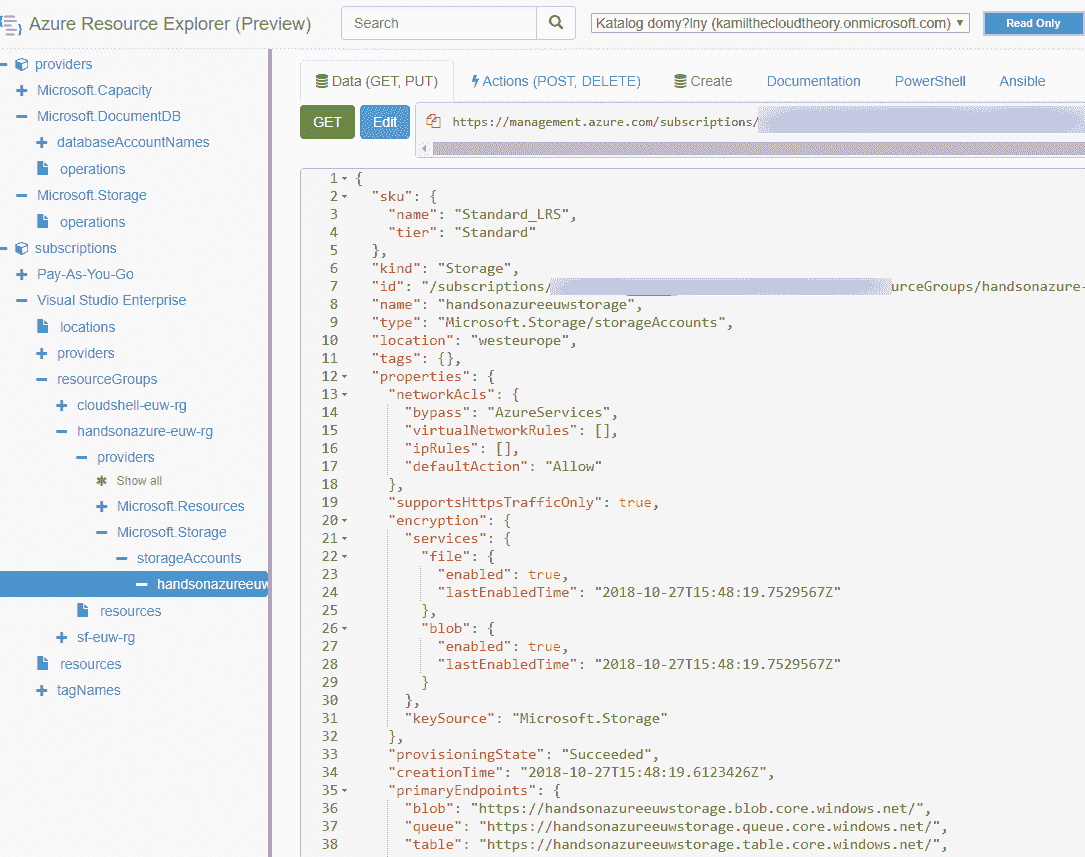 Azure Resource Explorer (Preview)
Search
Katalog domy?lny (kamilthecloudtheory.onmicrosoft.com)
Read Only
providers
Microsoft.Capacity
Microsoft.DocumentDB
databaseAccountNames
operations
Microsoft.Storage
operations
subscriptions
Pay-As-You-Go
Visual Studio Enterprise
locations
providers
resourceGroups
cloudshell-euw-rg
handsonazure-euw-rg
providers
Show all
Microsoft.Resources
Microsoft.Storage
storageAccounts
handsonazureeuw
resources
sf-euw-rg
resources
tagNames
Data (GET, PUT)
Actions (POST, DELETE)
Create
Documentation
PowerShell
Ansible
GET
Edit
https://management.azure.com/subscriptions/
1 {
2 "sku": {
3 "name": "Standard_LRS",
4 "tier": "Standard"
5 },
6 "kind": "Storage",
7 "id": "/subscriptions/ urceGroups/handsonazure-
8 "name": "handsonazureeuwstorage",
9 "type": "Microsoft.Storage/storageAccounts",
10 "location": "westeurope",
11 "tags": {},
12 "properties": {
13 "networkAcls": {
14 "bypass": "AzureServices",
15 "virtualNetworkRules": [],
16 "ipRules": [],
17 "defaultAction": "Allow"
18 },
19 "supportsHttpsTrafficOnly": true,
20 "encryption": {
21 "services": {
22 "file": {
23 "enabled": true,
24 "lastEnabledTime": "2018-10-27T15:48:19.7529567Z"
25 },
26 "blob": {
27 "enabled": true,
28 "lastEnabledTime": "2018-10-27T15:48:19.7529567Z"
29 }
30 },
31 "keySource": "Microsoft.Storage"
32 },
33 "provisioningState": "Succeeded",
34 "creationTime": "2018-10-27T15:48:19.6123426Z",
35 "primaryEndpoints": {
36 "blob": "https://handsonazureeuwstorage.blob.core.windows.net/",
37 "queue": "https://handsonazureeuwstorage.queue.core.windows.net/",
38 "table": "https://handsonazureeuwstorage.table.core.windows.net/",